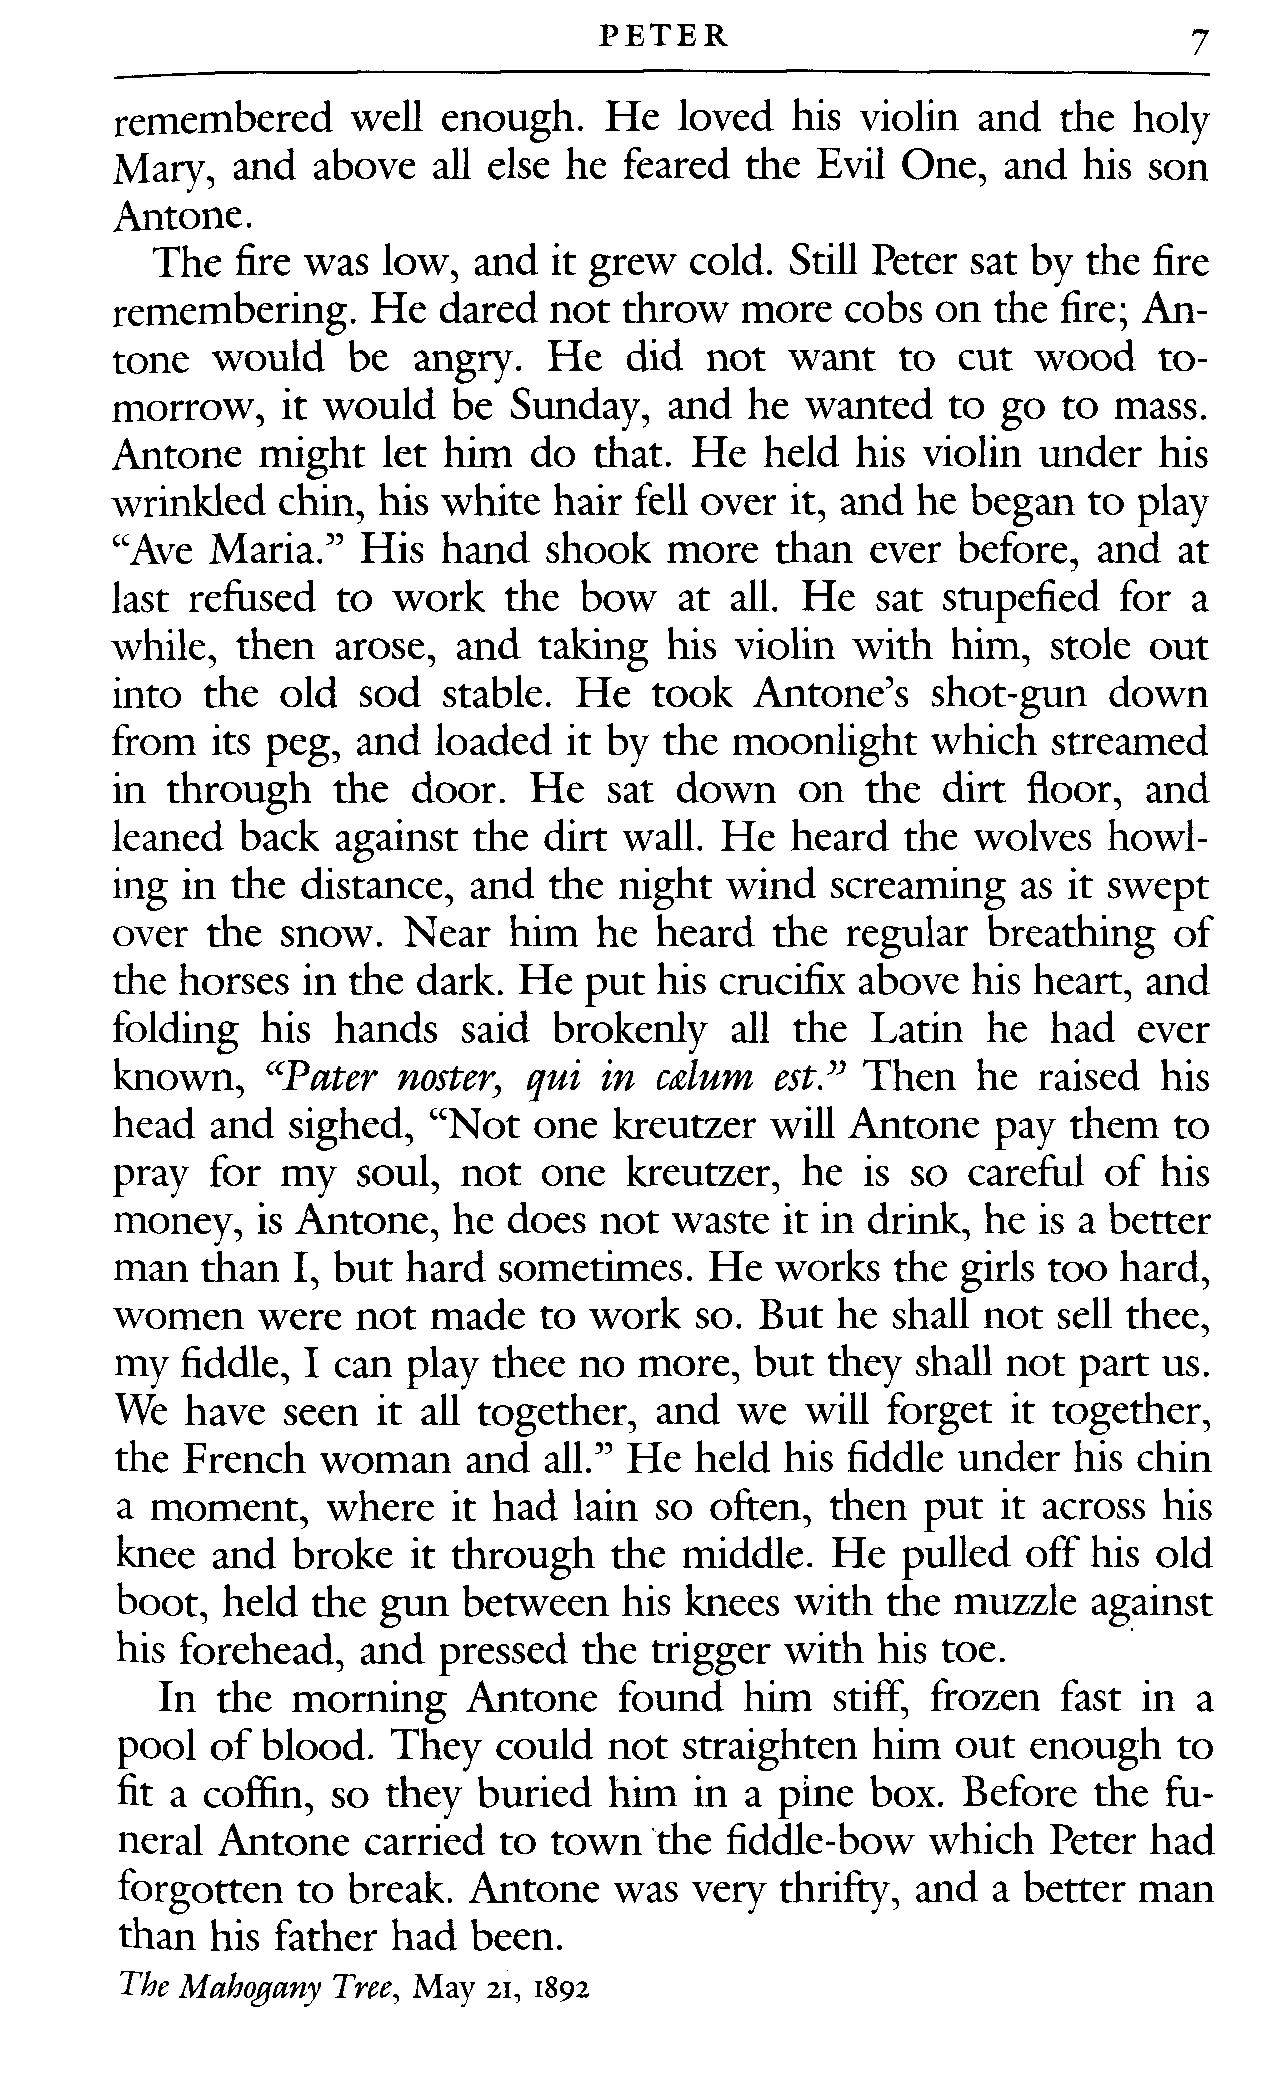 PETER 7
remembered well enough. He loved his violin and the holy
Mary, and above all else he feared the Evil One, and his son
Antone.
The fire was low, and it grew cold. Still Peter sat by the fire
remembering. He dared not throw more cobs on the fire; An-
tone would be angry. He did not want to cut wood to-
morrow, it would be Sunday, and he wanted to go to mass.
Antone might let him do that. He held his violin under his
wrinkled chin, his white hair fell over it, and he began to play
“Ave Maria.” His hand shook more than ever before, and at
last refused to work the bow at all. He sat stupefied for a
while, then arose, and taking his violin with him, stole out
into the old sod stable. He took Antone’s shot-gun down
from its peg, and loaded it by the moonlight which streamed
in through the door. He sat down on the dirt floor, and
leaned back against the dirt wall. He heard the wolves howl-
ing in the distance, and the night wind screaming as it swept
over the snow. Near him he heard the regular breathing of
the horses in the dark. He put his crucifix above his heart, and
folding his hands said brokenly all the Latin he had ever
known, “Pater noster, qui in cælum est.” Then he raised his
head and sighed, “Not one kreutzer will Antone pay them to
pray for my soul, not one kreutzer, he is so careful of his
money, is Antone, he does not waste it in drink, he is a better
man than I, but hard sometimes. He works the girls too hard,
women were not made to work so. But he shall not sell thee,
my fiddle, I can play thee no more, but they shall not part us.
We have seen it all together, and we will forget it together,
the French woman and all.” He held his fiddle under his chin
a moment, where it had lain so often, then put it across his
knee and broke it through the middle. He pulled off his old
boot, held the gun between his knees with the muzzle against
his forehead, and pressed the trigger with his toe.
In the morning Antone found him stiff, frozen fast in a
pool of blood. They could not straighten him out enough to
fit a coffin, so they buried him in a pine box. Before the fu-
neral Antone carried to town the fiddle-bow which Peter had
forgotten to break. Antone was very thrifty, and a better man
than his father had been.
The Mahogany Tree, May 21, 1892